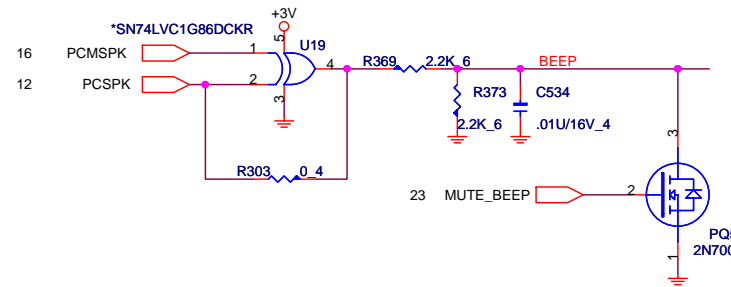 +3V
*SN74LVC1G86DCKR
U19
5
16 PCMSPK 1
4
R369 2.2K_6
BEEP
12 PCSPK 2
3
R373
2.2K_6
C534
.01U/16V_4
R303 0_4
3
23 MUTE_BEEP 2
1